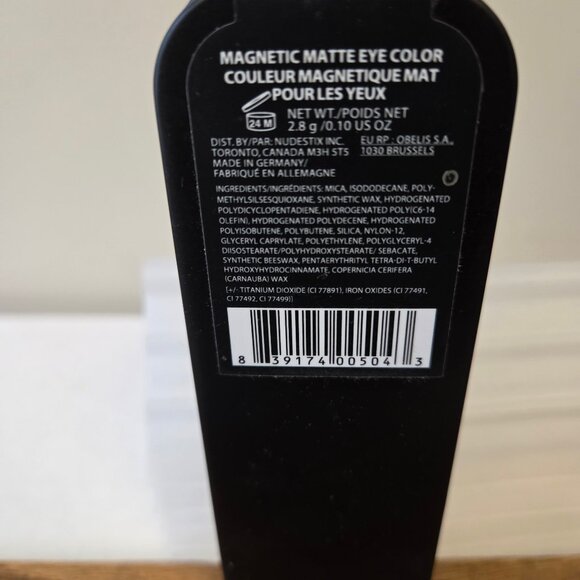 MAGNETIC MATTE EYE COLOR
COULEUR MAGNETIQUE MAT
POUR LES YEUX
24 M
NET WT./POIDS NET
2.8 g /0.10 US OZ
DIST. BY/PAR: NUDESTIX INC.
TORONTO, CANADA M3H 5T5
MADE IN GERMANY/
FABRIQUÉ EN ALLEMAGNE
EU RP : OBELIS S.A.,
1030 BRUSSELS
INGREDIENTS/INGRÉDIENTS: MICA, ISODODECANE, POLY-
METHYLSILSESQUIOXANE, SYNTHETIC WAX, HYDROGENATED
POLYDICYCLOPENTADIENE, HYDROGENATED POLY(C6-14
OLEFIN), HYDROGENATED POLYDECENE, HYDROGENATED
POLYISOBUTENE, POLYBUTENE, SILICA, NYLON-12,
GLYCERYL CAPRYLATE, POLYETHYLENE, POLYGLYCERYL-4
DIISOSTEARATE/POLYHYDROXYSTEARATE/ SEBACATE,
SYNTHETIC BEESWAX, PENTAERYTHRITYL TETRA-DI-T-BUTYL
HYDROXYHYDROCINNAMATE, COPERNICIA CERIFERA
(CARNAUBA) WAX
[+/- TITANIUM DIOXIDE (CI 77891), IRON OXIDES (CI 77491,
CI 77492, CI 77499)]
8 39174 00504 3